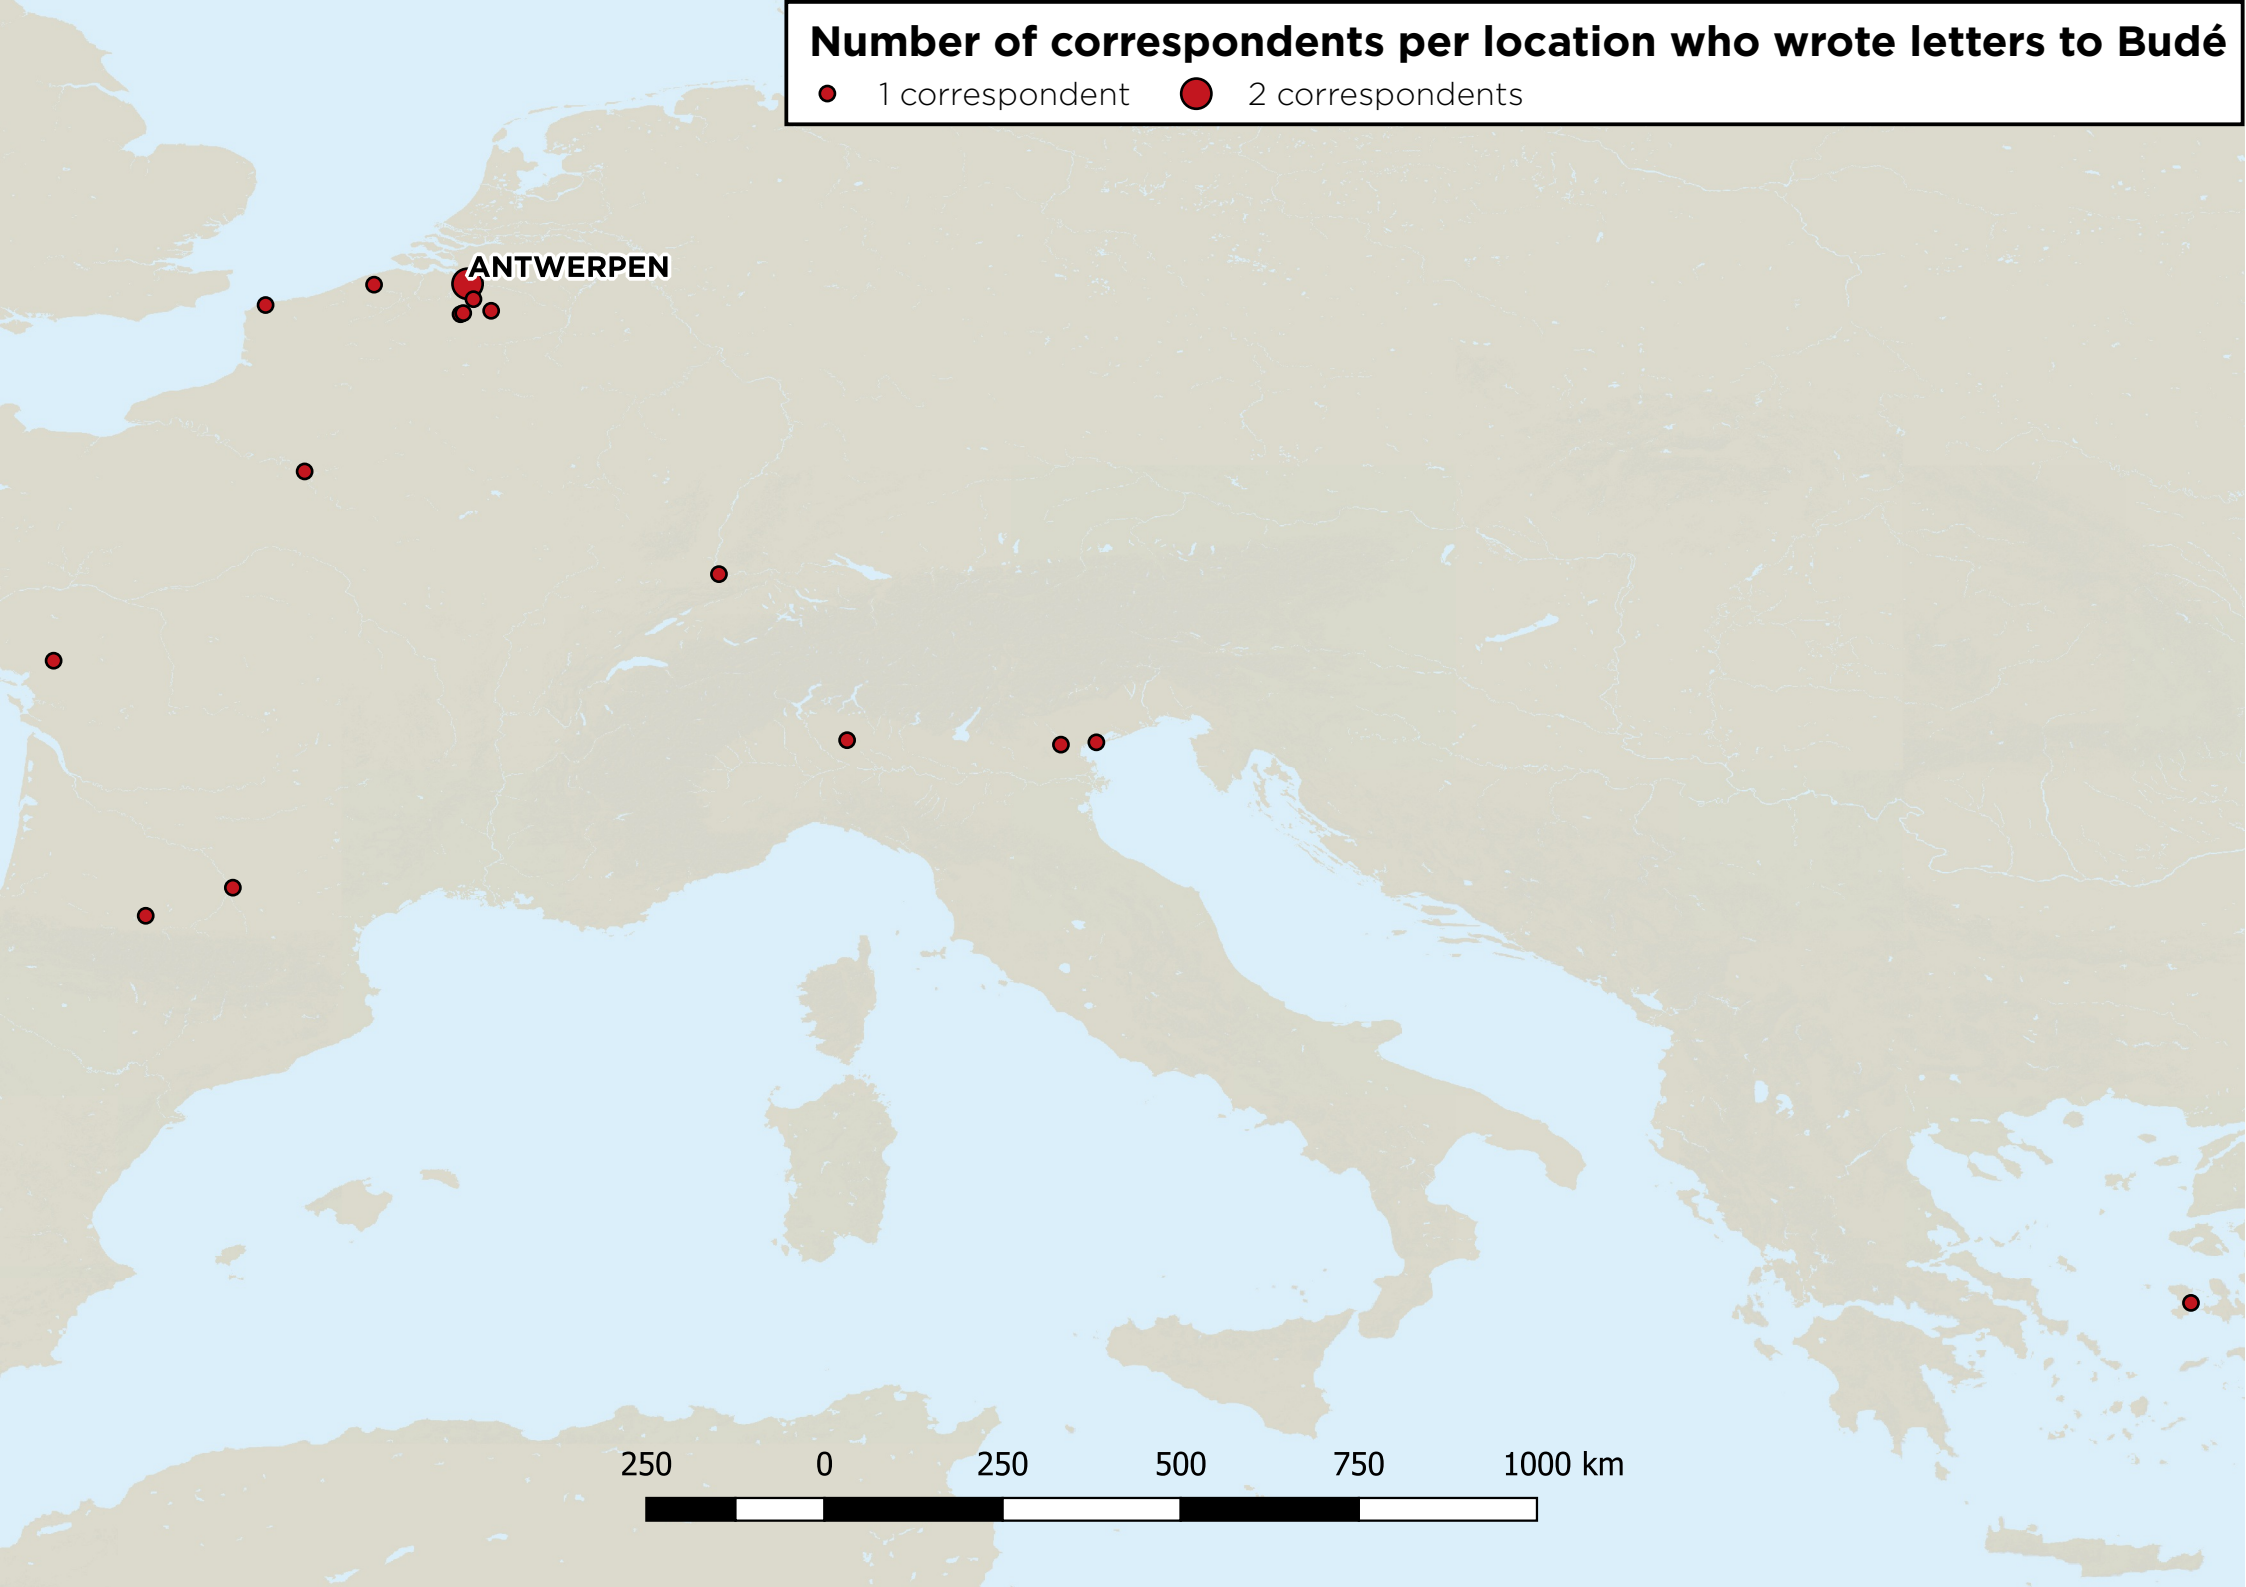 Number of correspondents per location who wrote letters to Budé
1 correspondent 2 correspondents
ANTWERPEN
250 0 250 500 750 1000 km